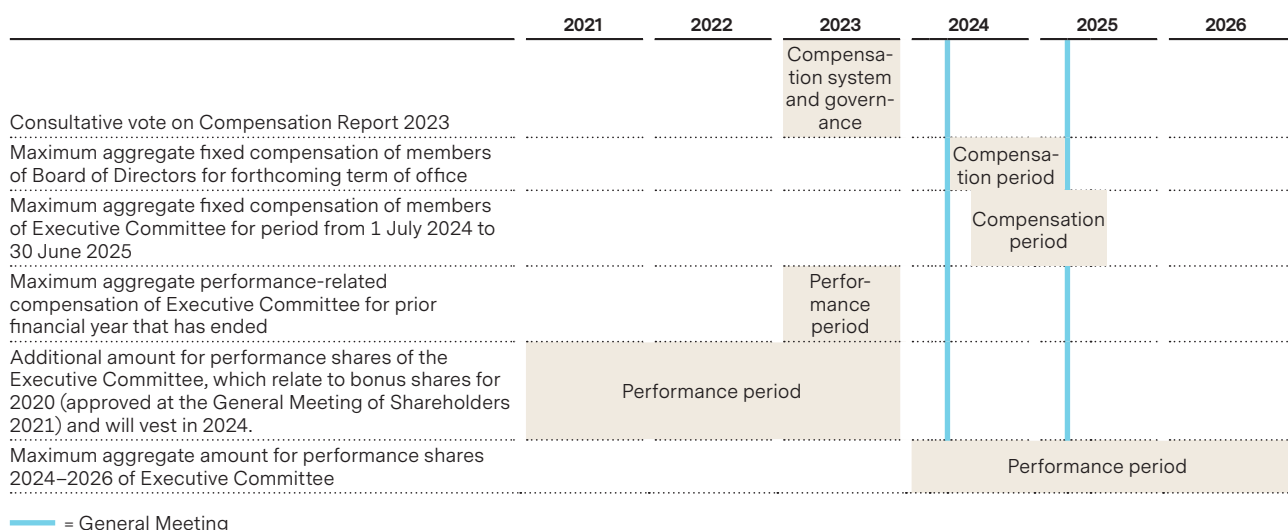 2021 2022 2023 2024 2025 2026
Compensa-
tion system
and govern-
ance
Consultative vote on Compensation Report 2023
Maximum aggregate fixed compensation of members
of Board of Directors for forthcoming term of office
Compensa-
tion period
Maximum aggregate fixed compensation of members
of Executive Committee for period from 1 July 2024 to
30 June 2025
Compensation
period
Maximum aggregate performance-related
compensation of Executive Committee for prior
financial year that has ended
Perfor-
mance
period
Additional amount for performance shares of the
Executive Committee, which relate to bonus shares for
2020 (approved at the General Meeting of Shareholders
2021) and will vest in 2024.
Performance period
Maximum aggregate amount for performance shares
2024–2026 of Executive Committee
Performance period
= General Meeting